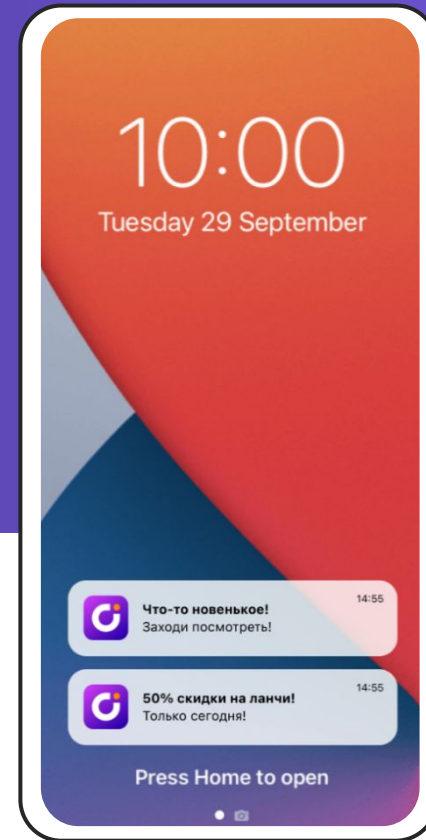 10:00
Tuesday 29 September
14:55
Что-то новенькое!
Заходи посмотреть!
14:55
50% скидки на ланчи!
Только сегодня!
Press Home to open